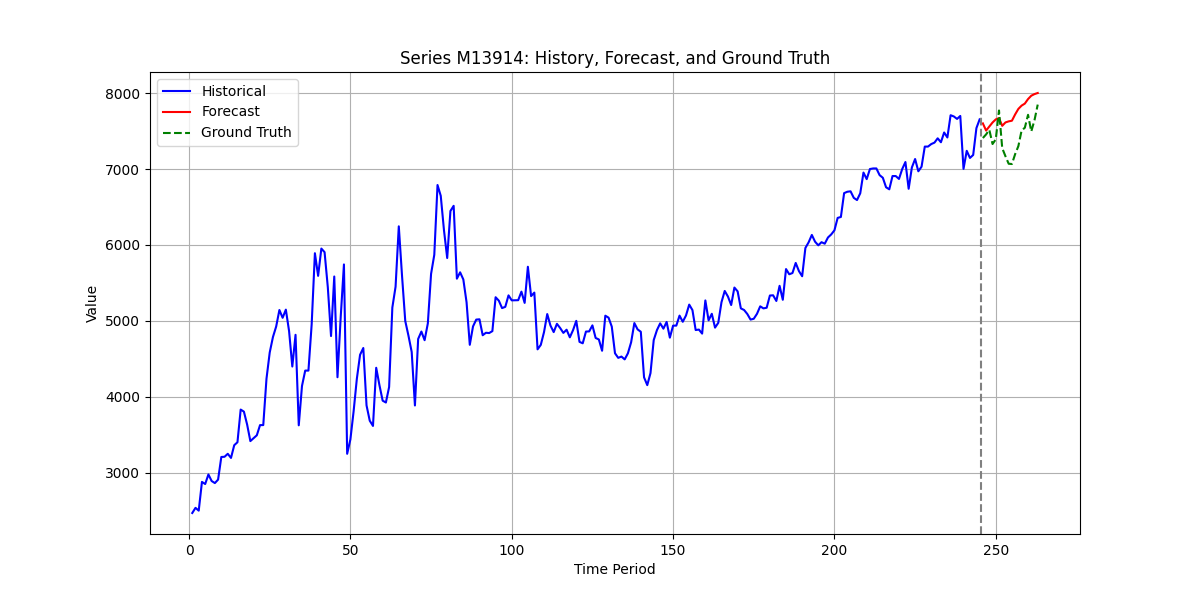 Series M13914: History, Forecast, and Ground Truth
Historical
Forecast
Ground Truth
8000
7000
6000
5000
4000
3000
Value
0 50 100 150 200 250
Time Period